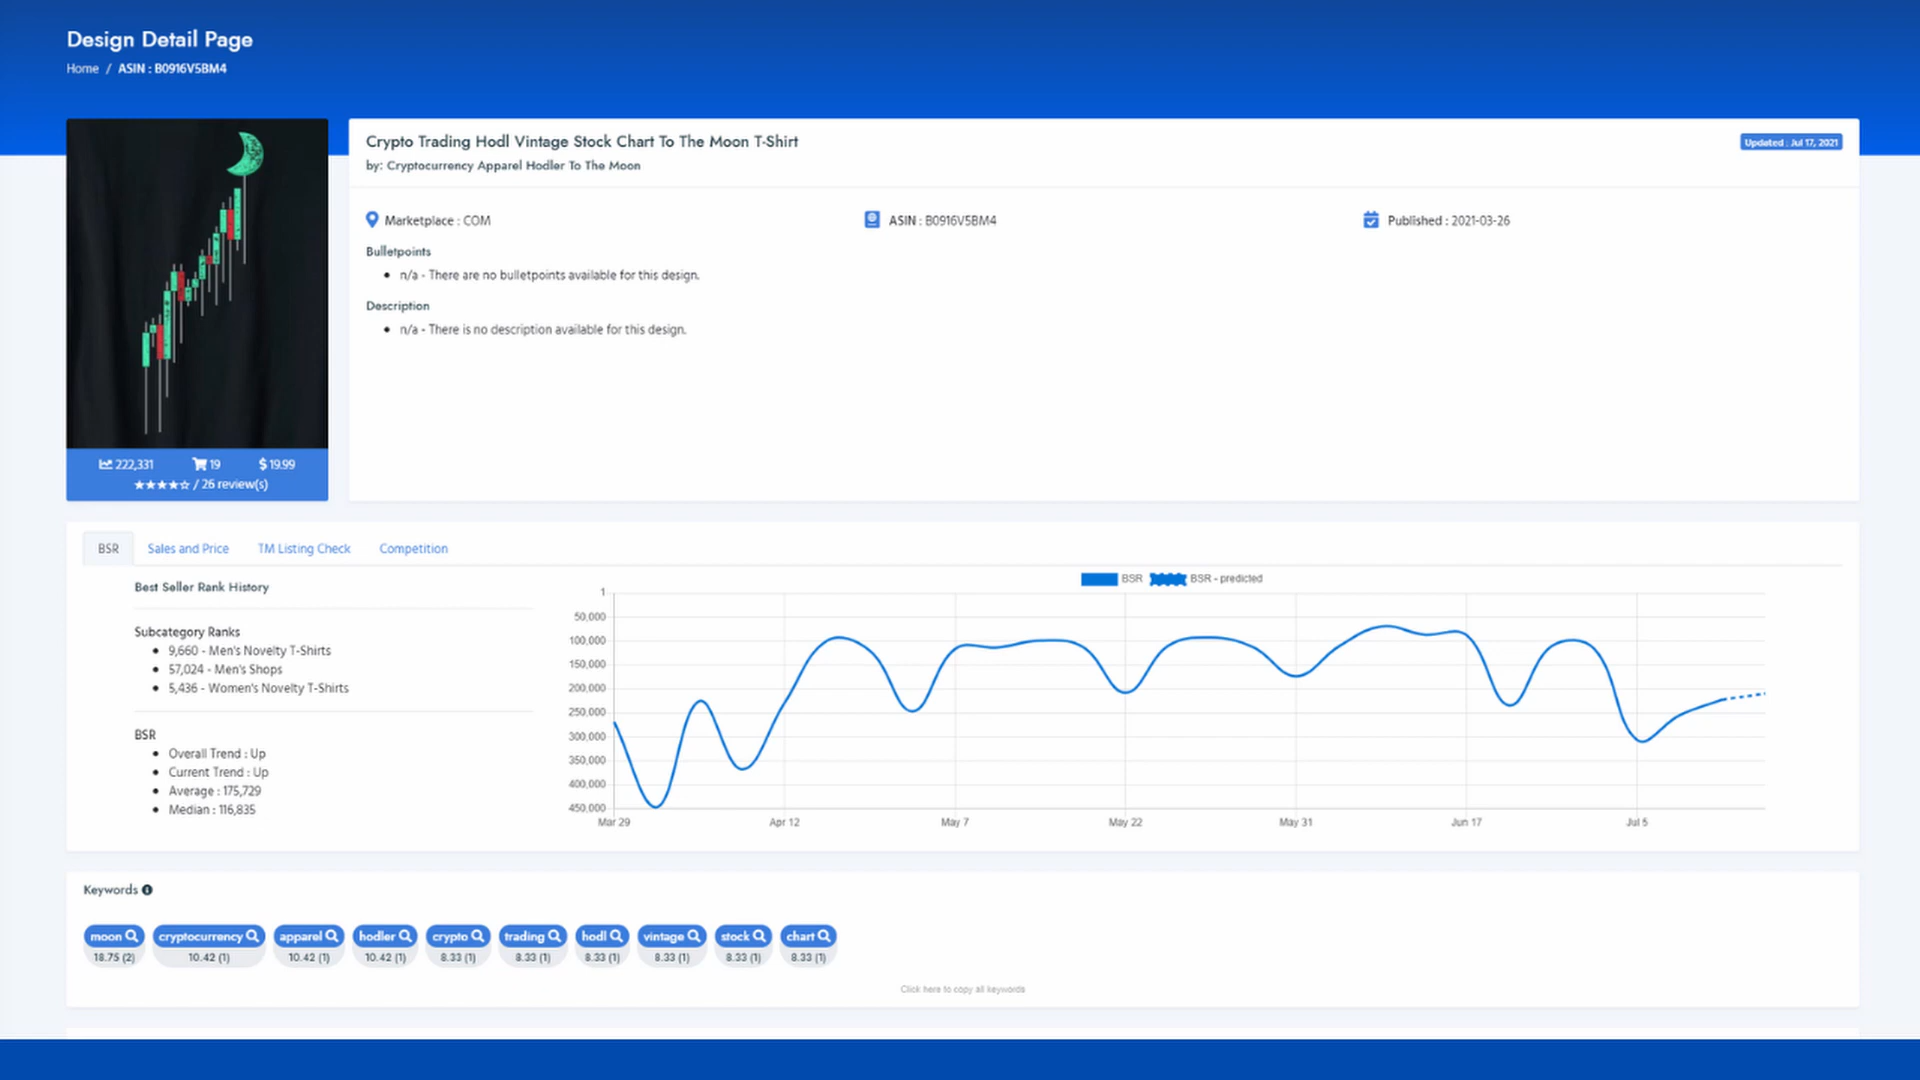 Design Detail Page
Home / ASIN : B0916V5BM4
Crypto Trading Hodl Vintage Stock Chart To The Moon T-Shirt
Updated : Jul 17, 2021
by: Cryptocurrency Apparel Hodler To The Moon
Marketplace : COM
ASIN : B0916V5BM4
Published : 2021-03-26
Bulletpoints
n/a - There are no bulletpoints available for this design.
Description
n/a - There is no description available for this design.
222,331 19 $ 19.99
/ 26 review(s)
BSR Sales and Price TM Listing Check Competition
Best Seller Rank History
Subcategory Ranks
9,660 - Men's Novelty T-Shirts
57,024 - Men's Shops
5,436 - Women's Novelty T-Shirts
BSR
Overall Trend : Up
Current Trend : Up
Average : 175,729
Median : 116,835
BSR BSR - predicted
1
50,000
100,000
150,000
200,000
250,000
300,000
350,000
400,000
450,000
Mar 29 Apr 12 May 7 May 22 May 31 Jun 17 Jul 5
Keywords
moon cryptocurrency apparel hodler crypto trading hodl vintage stock chart
18.75 (2) 10.42 (1) 10.42 (1) 10.42 (1) 8.33 (1) 8.33 (1) 8.33 (1) 8.33 (1) 8.33 (1) 8.33 (1)
Click here to copy all keywords